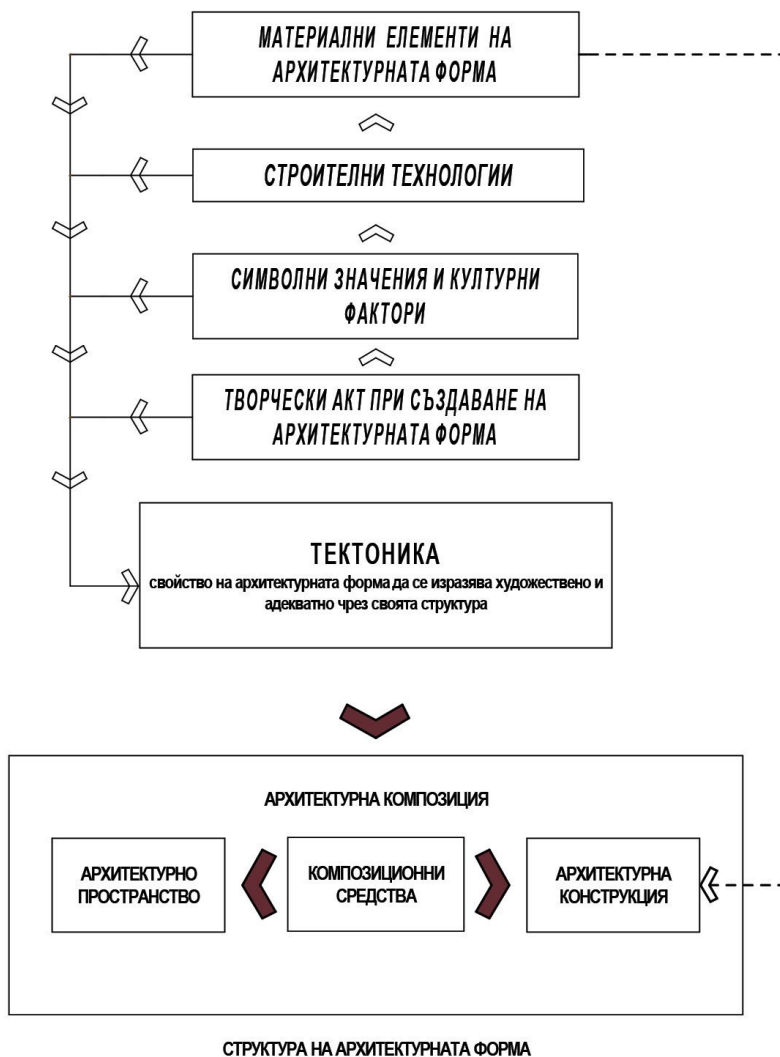 МАТЕРИАЛНИ ЕЛЕМЕНТИ НА
АРХИТЕКТУРНАТА ФОРМА
СТРОИТЕЛНИ ТЕХНОЛОГИИ
СИМВОЛНИ ЗНАЧЕНИЯ И КУЛТУРНИ
ФАКТОРИ
ТВОРЧЕСКИ АКТ ПРИ СЪЗДАВАНЕ НА
АРХИТЕКТУРНАТА ФОРМА
ТЕКТОНИКА
свойство на архитектурната форма да се изразява художествено и
адекватно чрез своята структура
АРХИТЕКТУРНА КОМПОЗИЦИЯ
АРХИТЕКТУРНО
ПРОСТРАНСТВО
КОМПОЗИЦИОННИ
СРЕДСТВА
АРХИТЕКТУРНА
КОНСТРУКЦИЯ
СТРУКТУРА НА АРХИТЕКТУРНАТА ФОРМА